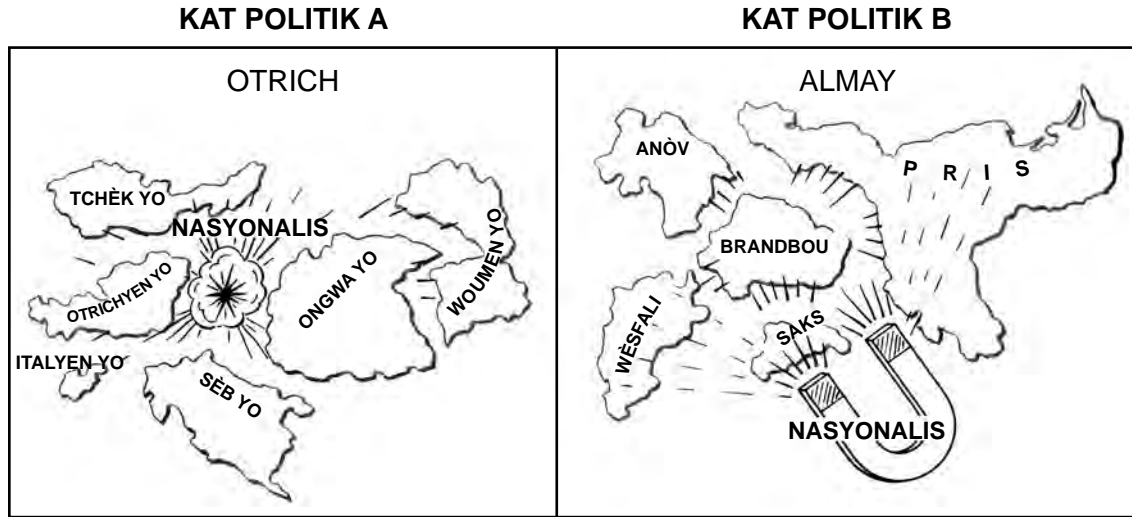 KAT POLITIK A
OTRICH
TCHÈK YO
NASYONALIS
OTRICHYEN YO
ONGWA YO
WOUMEN YO
ITALYEN YO
SÈB YO
KAT POLITIK B
ALMAY
ANÒV
PRIS
BRANDBOU
WÈSFALI
SAKS
NASYONALIS